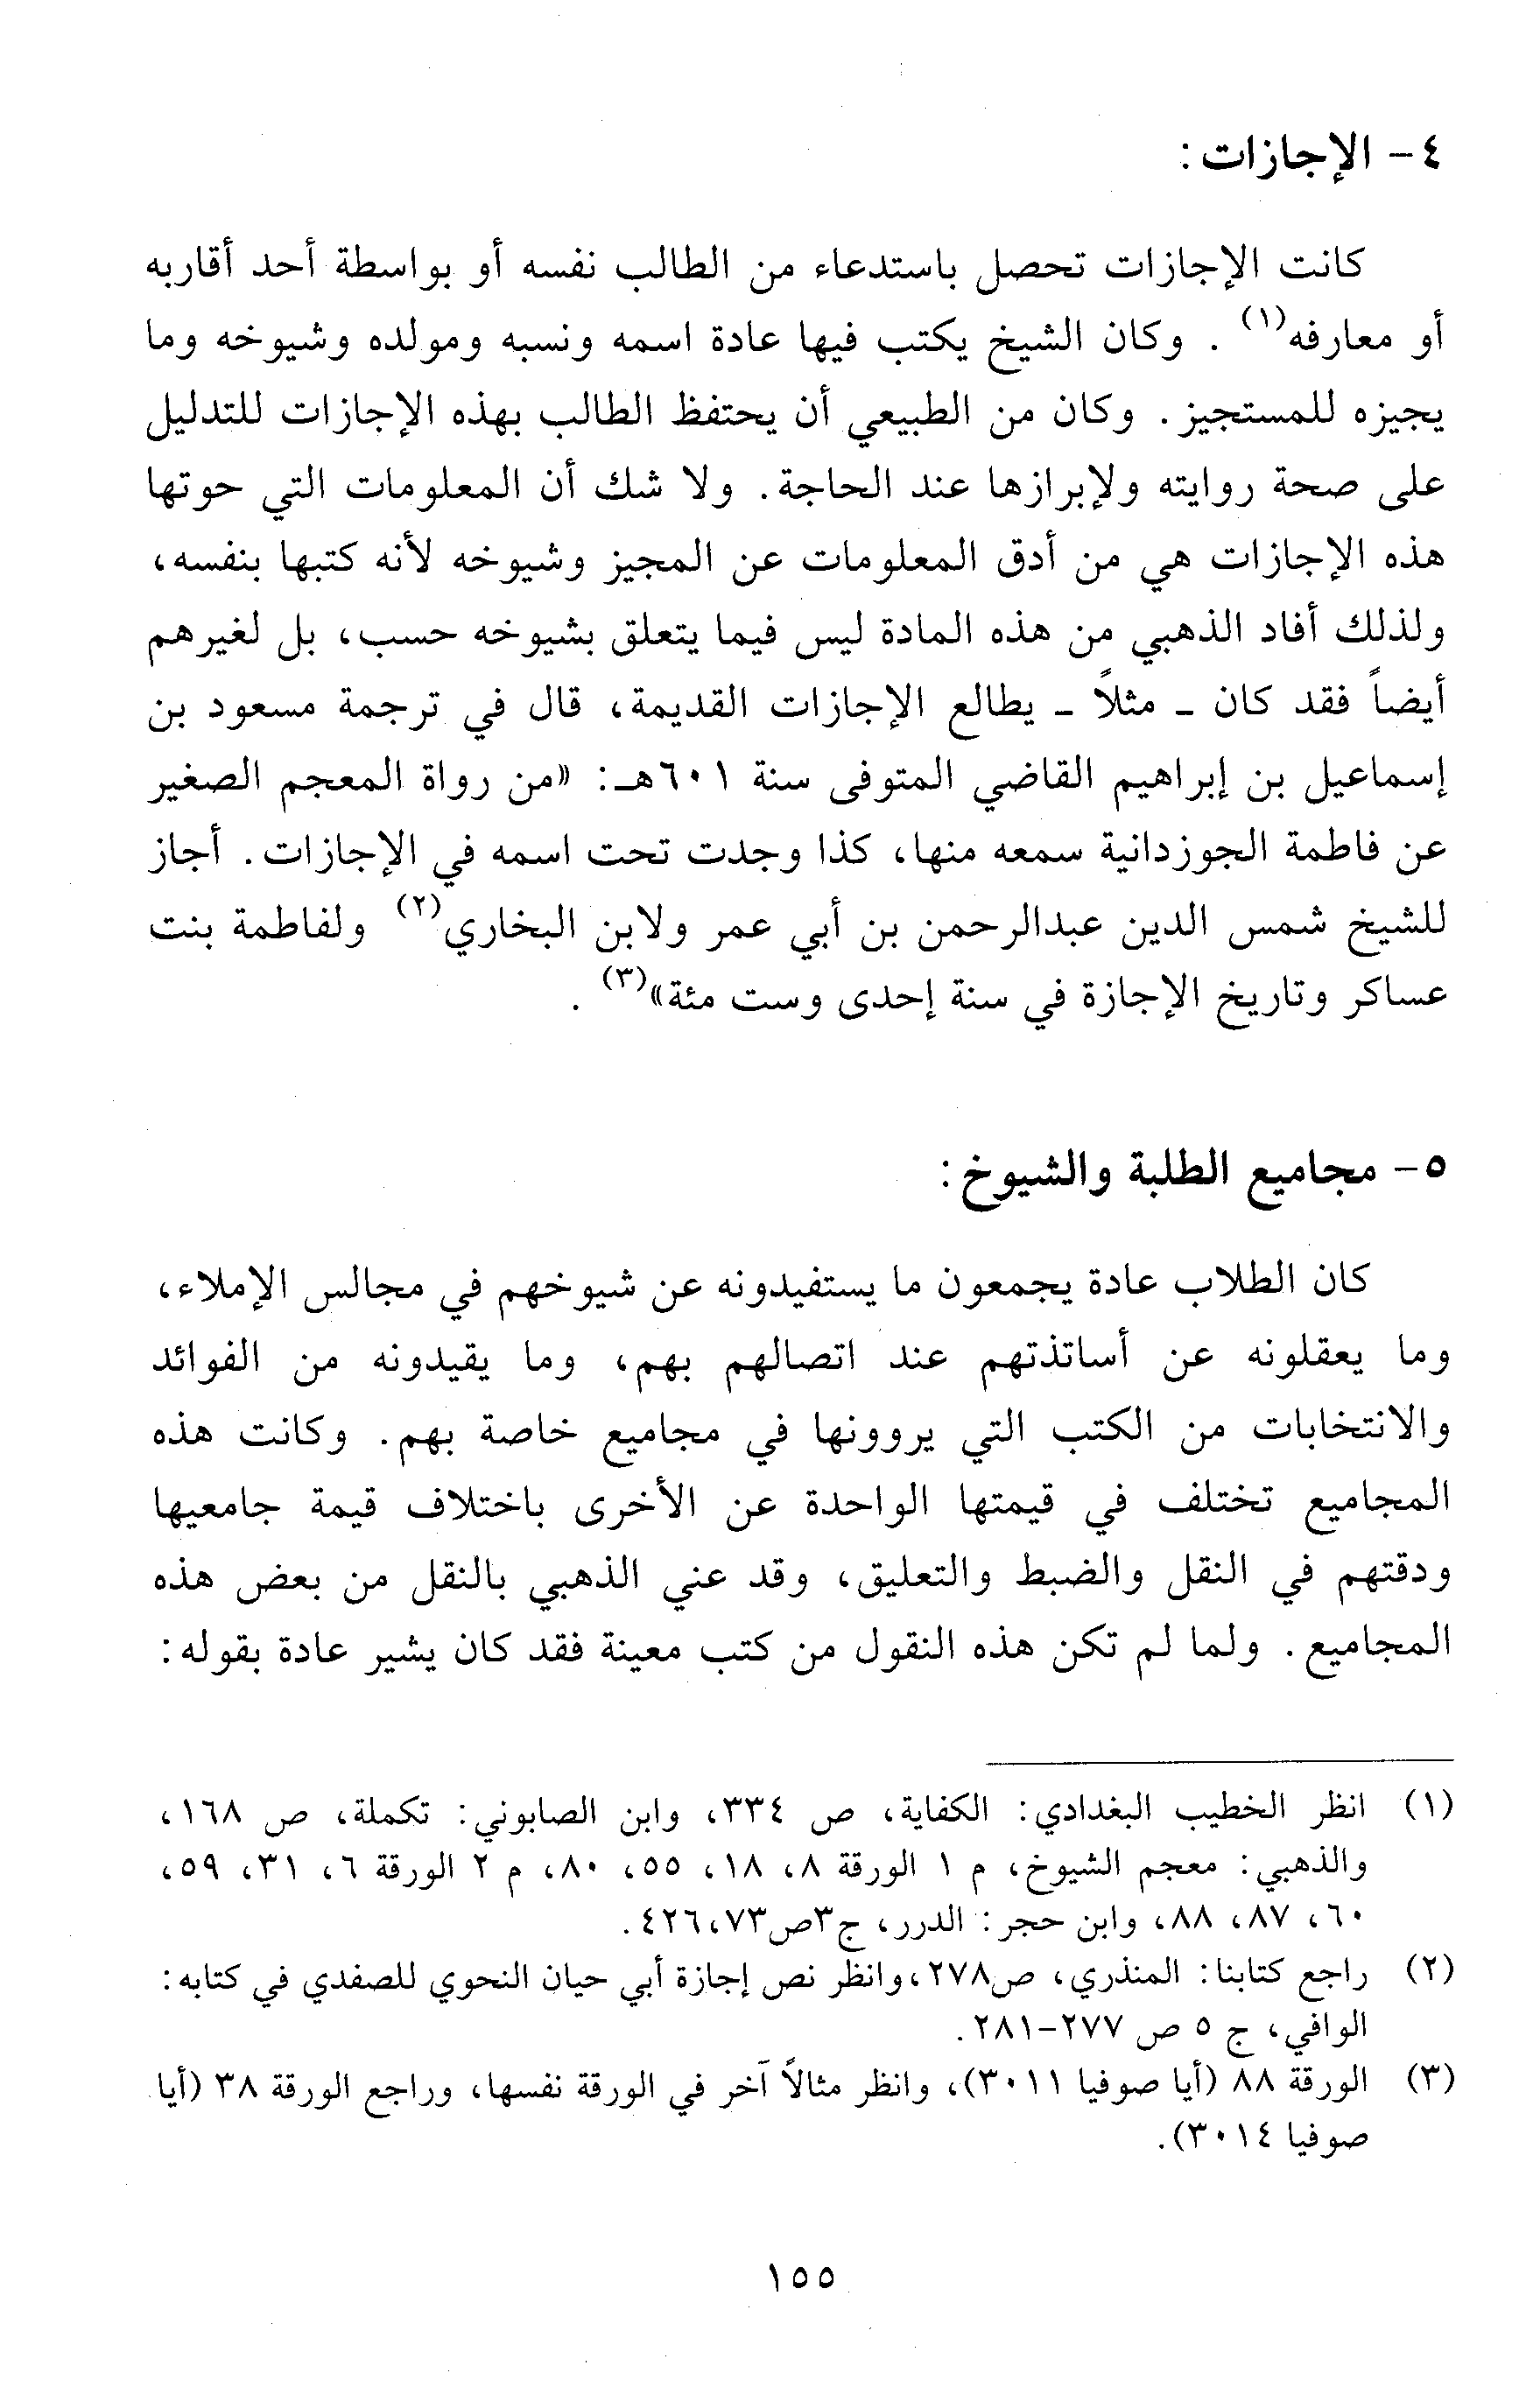 ٤- الإجازات :
كانت الإجازات تحصل باستدعاء من الطالب نفسه أو بواسطة أحد أقاربه
أو معارفه(١) . وكان الشيخ يكتب فيها عادة اسمه ونسبه ومولده وشيوخه وما
يجيزه للمستجيز . وكان من الطبيعي أن يحتفظ الطالب بهذه الإجازات للتدليل
على صحة روايته ولإبرازها عند الحاجة . ولا شك أن المعلومات التي حوتها
هذه الإجازات هي من أدق المعلومات عن المجيز وشيوخه لأنه كتبها بنفسه،
ولذلك أفاد الذهبي من هذه المادة ليس فيما يتعلق بشيوخه حسب، بل لغيرهم
أيضاً فقد كان - مثلاً - يطالع الإجازات القديمة، قال في ترجمة مسعود بن
إسماعيل بن إبراهيم القاضي المتوفى سنة ٦٠١هـ: «من رواة المعجم الصغير
عن فاطمة الجوزدانية سمعه منها، كذا وجدت تحت اسمه في الإجازات . أجاز
للشيخ شمس الدين عبدالرحمن بن أبي عمر ولابن البخاري(٢) ولفاطمة بنت
عساكر وتاريخ الإجازة في سنة إحدى وست مئة»(٣) .
٥- مجاميع الطلبة والشيوخ :
كان الطلاب عادة يجمعون ما يستفيدونه عن شيوخهم في مجالس الإملاء،
وما يعقلونه عن أساتذتهم عند اتصالهم بهم، وما يقيدونه من الفوائد
والانتخابات من الكتب التي يروونها في مجاميع خاصة بهم. وكانت هذه
المجاميع تختلف في قيمتها الواحدة عن الأخرى باختلاف قيمة جامعيها
ودقتهم في النقل والضبط والتعليق، وقد عني الذهبي بالنقل من بعض هذه
المجاميع . ولما لم تكن هذه النقول من كتب معينة فقد كان يشير عادة بقوله:
(١) انظر الخطيب البغدادي: الكفاية، ص ٣٣٤، وابن الصابوني: تكملة، ص ١٦٨،
والذهبي: معجم الشيوخ، م ١ الورقة ٨، ١٨، ٥٥، ٨٠، م ٢ الورقة ٦، ٣١، ٥٩،
٦٠، ٨٧، ٨٨، وابن حجر: الدرر، ج٣ص٧٣،٤٢٦ .
(٢) راجع كتابنا: المنذري، ص٢٧٨،وانظر نص إجازة أبي حيان النحوي للصفدي في كتابه:
الوافي، ج ٥ ص ٢٧٧-٢٨١ .
(٣) الورقة ٨٨ (أيا صوفيا ٣٠١١)، وانظر مثالاً آخر في الورقة نفسها، وراجع الورقة ٣٨ (أيا
صوفيا ٣٠١٤).
١٥٥